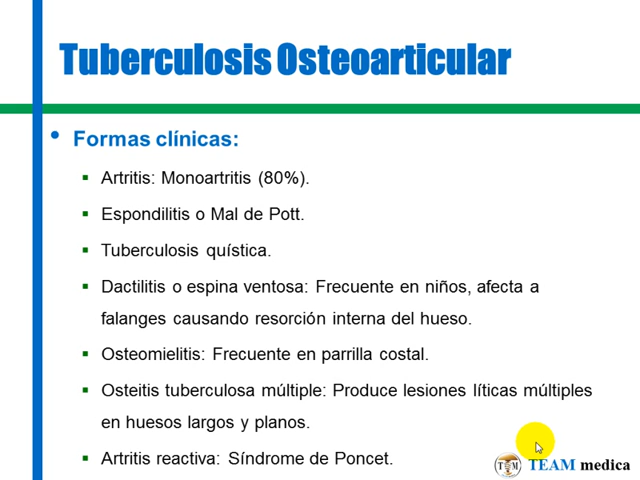 Tuberculosis Osteoarticular
• Formas clínicas:
▪ Artritis: Monoartritis (80%).
▪ Espondilitis o Mal de Pott.
▪ Tuberculosis quística.
▪ Dactilitis o espina ventosa: Frecuente en niños, afecta a
falanges causando resorción interna del hueso.
▪ Osteomielitis: Frecuente en parrilla costal.
▪ Osteitis tuberculosa múltiple: Produce lesiones líticas múltiples
en huesos largos y planos.
▪ Artritis reactiva: Síndrome de Poncet.
TEAM medica